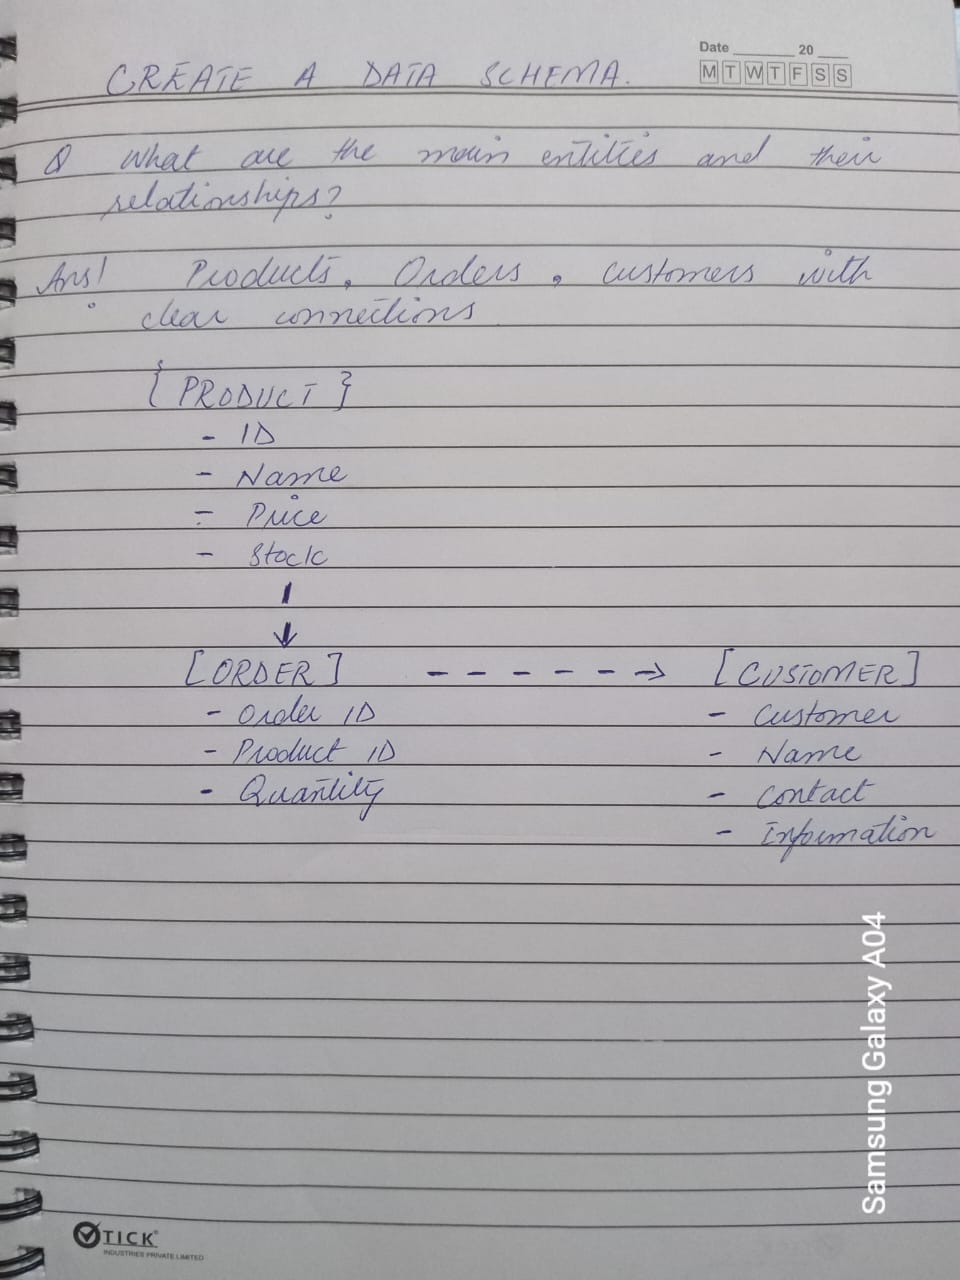 Date ______ 20 ___
M T W T F S S
CREATE A DATA SCHEMA.
Q What are the main entities and their
relationships?
Ans! Products, Orders, customers with
clear connections
{ PRODUCT }
- ID
- Name
- Price
- Stock
[ORDER] - - - - - -> [CUSTOMER]
- Order ID - Customer
- Product ID - Name
- Quantity - Contact
- Information
Samsung Galaxy A04
TICK
INDUSTRIES PRIVATE LIMITED